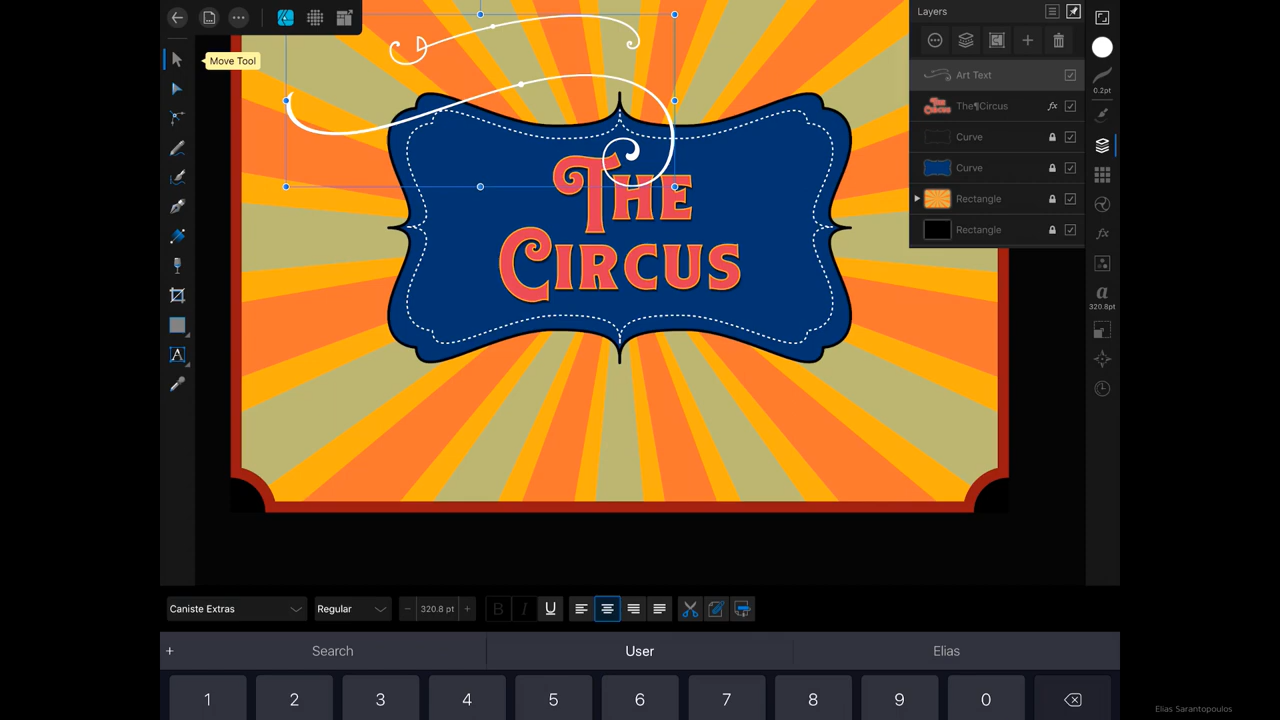 Layers
Move Tool
Art Text
0.2pt
The¶Circus
fx
Curve
Curve
Rectangle
fx
Rectangle
a
320.8pt
The
Circus
A
Caniste Extras
Regular
320.8 pt
B
I
U
+
Search
User
Elias
1 2 3 4 5 6 7 8 9 0
Elias Sarantopoulos